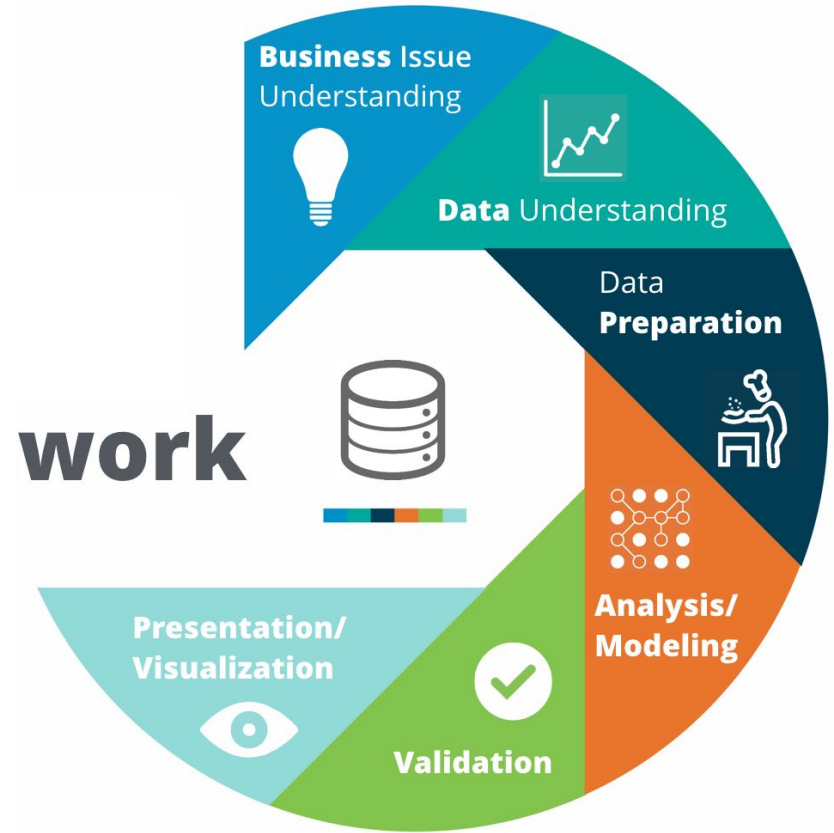 Business Issue
Understanding
Data Understanding
Data
Preparation
work
Analysis/
Modeling
Presentation/
Visualization
Validation